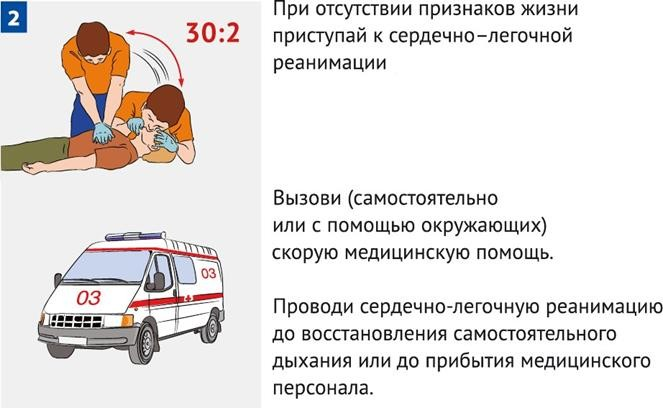 2
30:2
При отсутствии признаков жизни
приступай к сердечно–легочной
реанимации
03
03
Вызови (самостоятельно
или с помощью окружающих)
скорую медицинскую помощь.
Проводи сердечно-легочную реанимацию
до восстановления самостоятельного
дыхания или до прибытия медицинского
персонала.